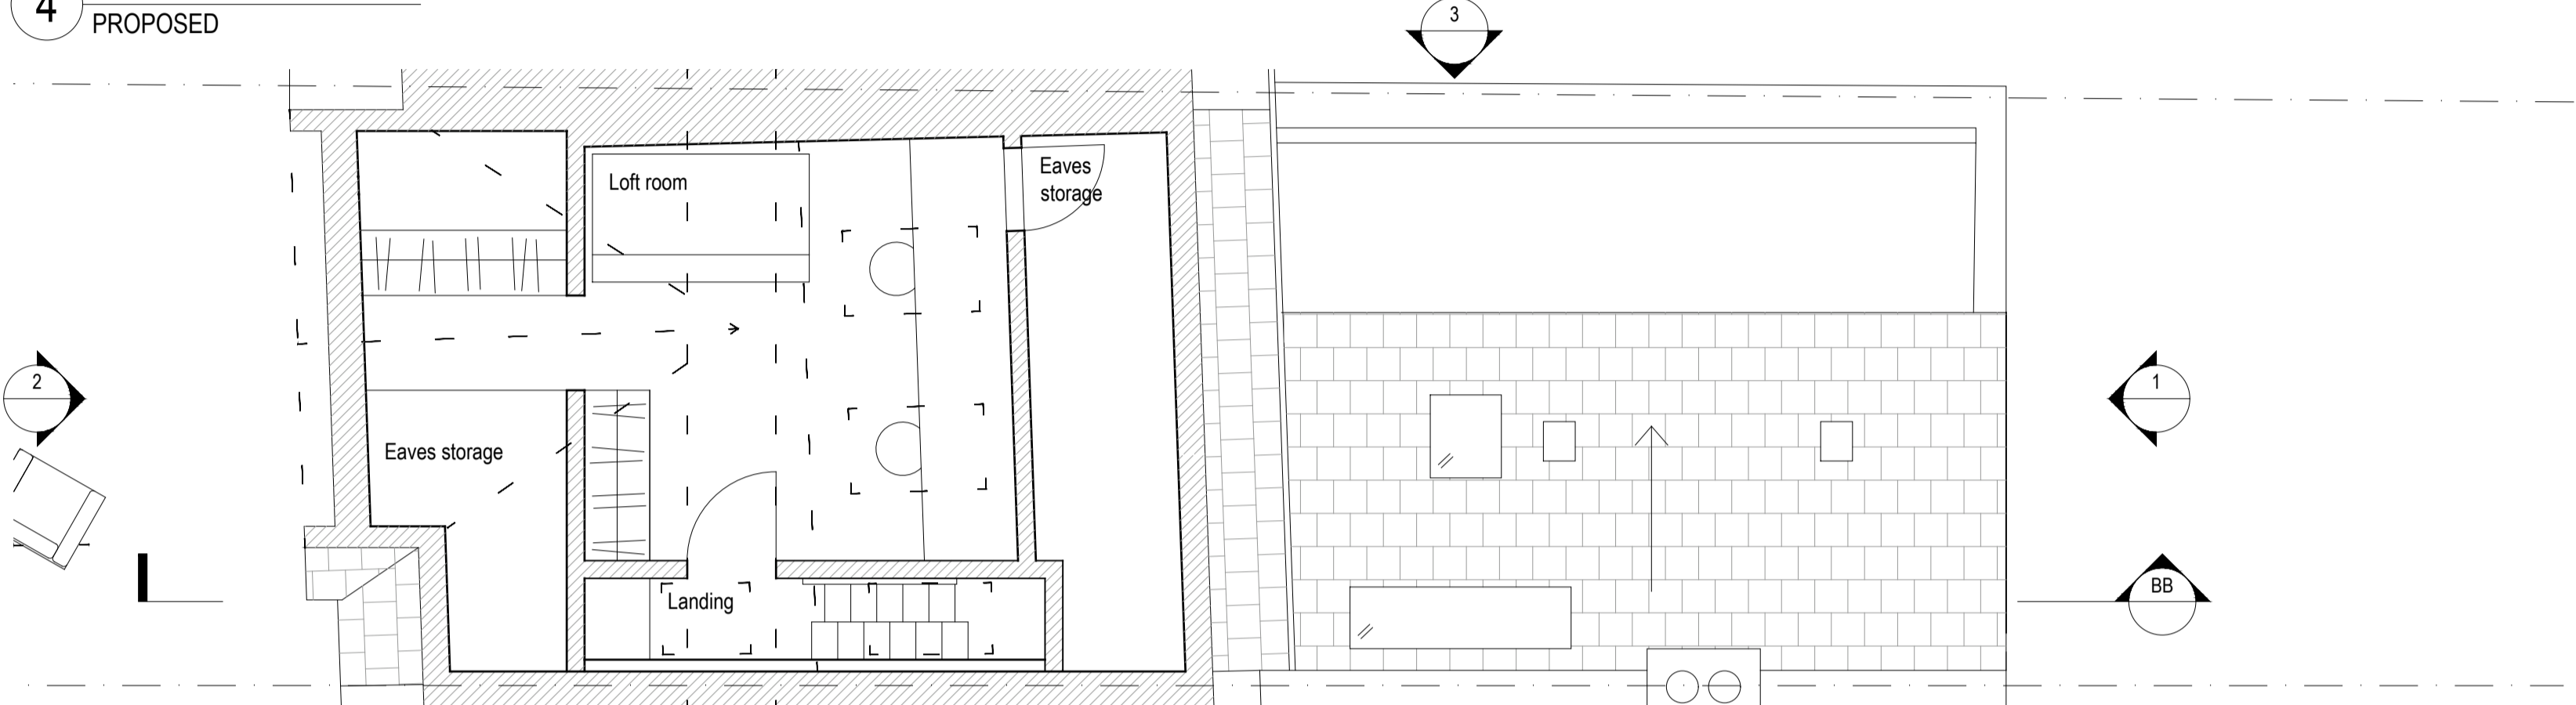 4
PROPOSED
3
Eaves
storage
Loft room
2
1
Eaves storage
BB
Landing